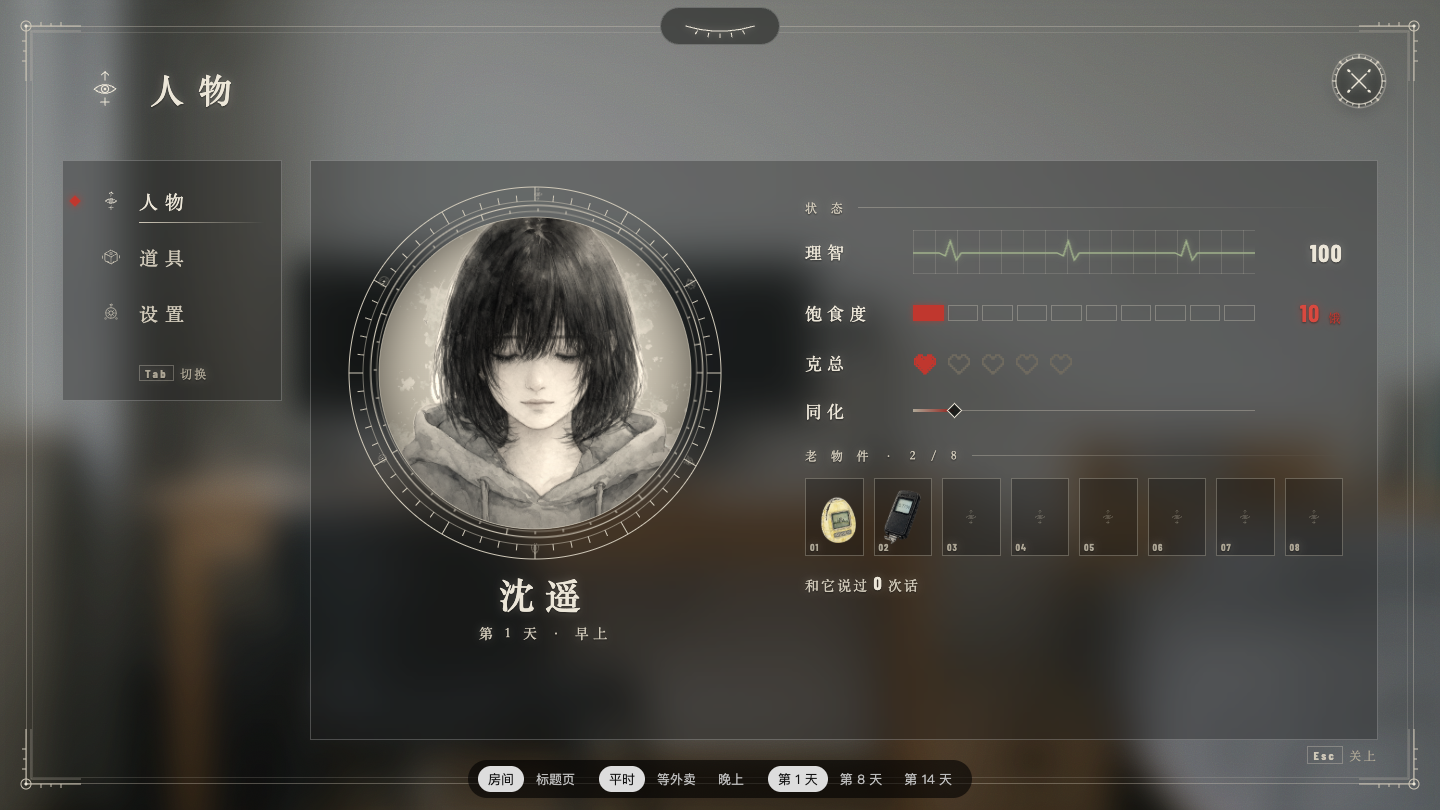 人物
人物
道具
设置
Tab 切换
沈遥
第 1 天 · 早上
状态
理智 100
饱食度 10 很
克总
同化
老物件 · 2 / 8
01 02 03 04 05 06 07 08
和它说过 0 次话
Esc 关上
房间 标题页 平时 等外卖 晚上 第 1 天 第 8 天 第 14 天